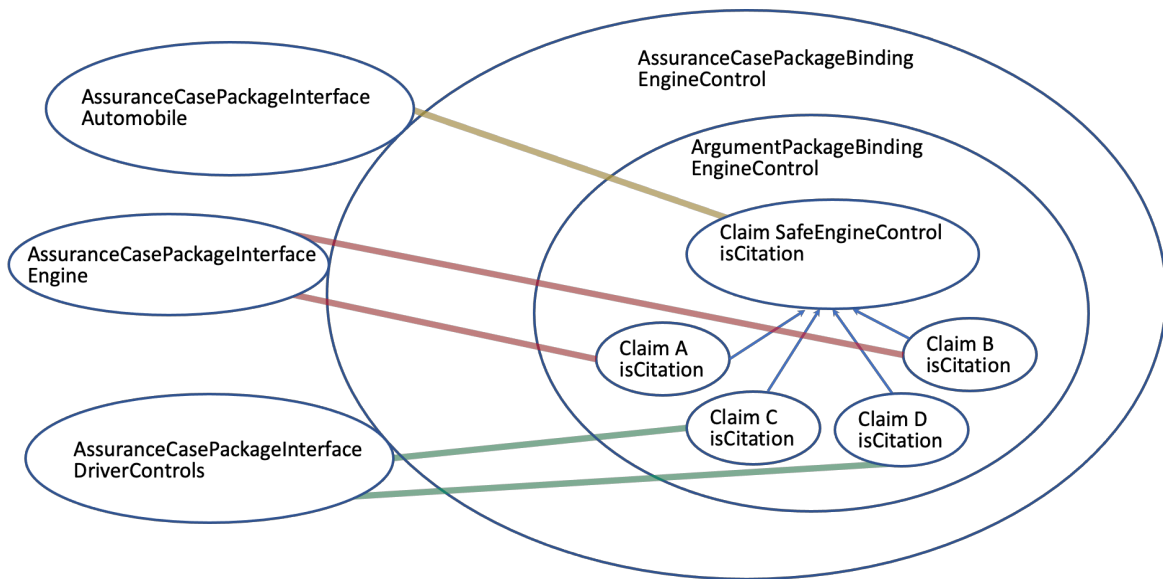 AssuranceCasePackageBinding
EngineControl
AssuranceCasePackageInterface
Automobile
ArgumentPackageBinding
EngineControl
Claim SafeEngineControl
isCitation
AssuranceCasePackageInterface
Engine
Claim A
isCitation
Claim B
isCitation
Claim C
isCitation
Claim D
isCitation
AssuranceCasePackageInterface
DriverControls